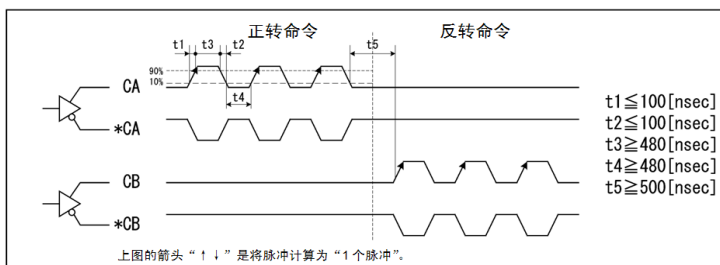 正转命令 反转命令
t1 t3 t2 t5
90%
10%
CA
t4
*CA
CB
*CB
t1≦100[nsec]
t2≦100[nsec]
t3≧480[nsec]
t4≧480[nsec]
t5≧500[nsec]
上图的箭头“↑↓”是将脉冲计算为“1个脉冲”。